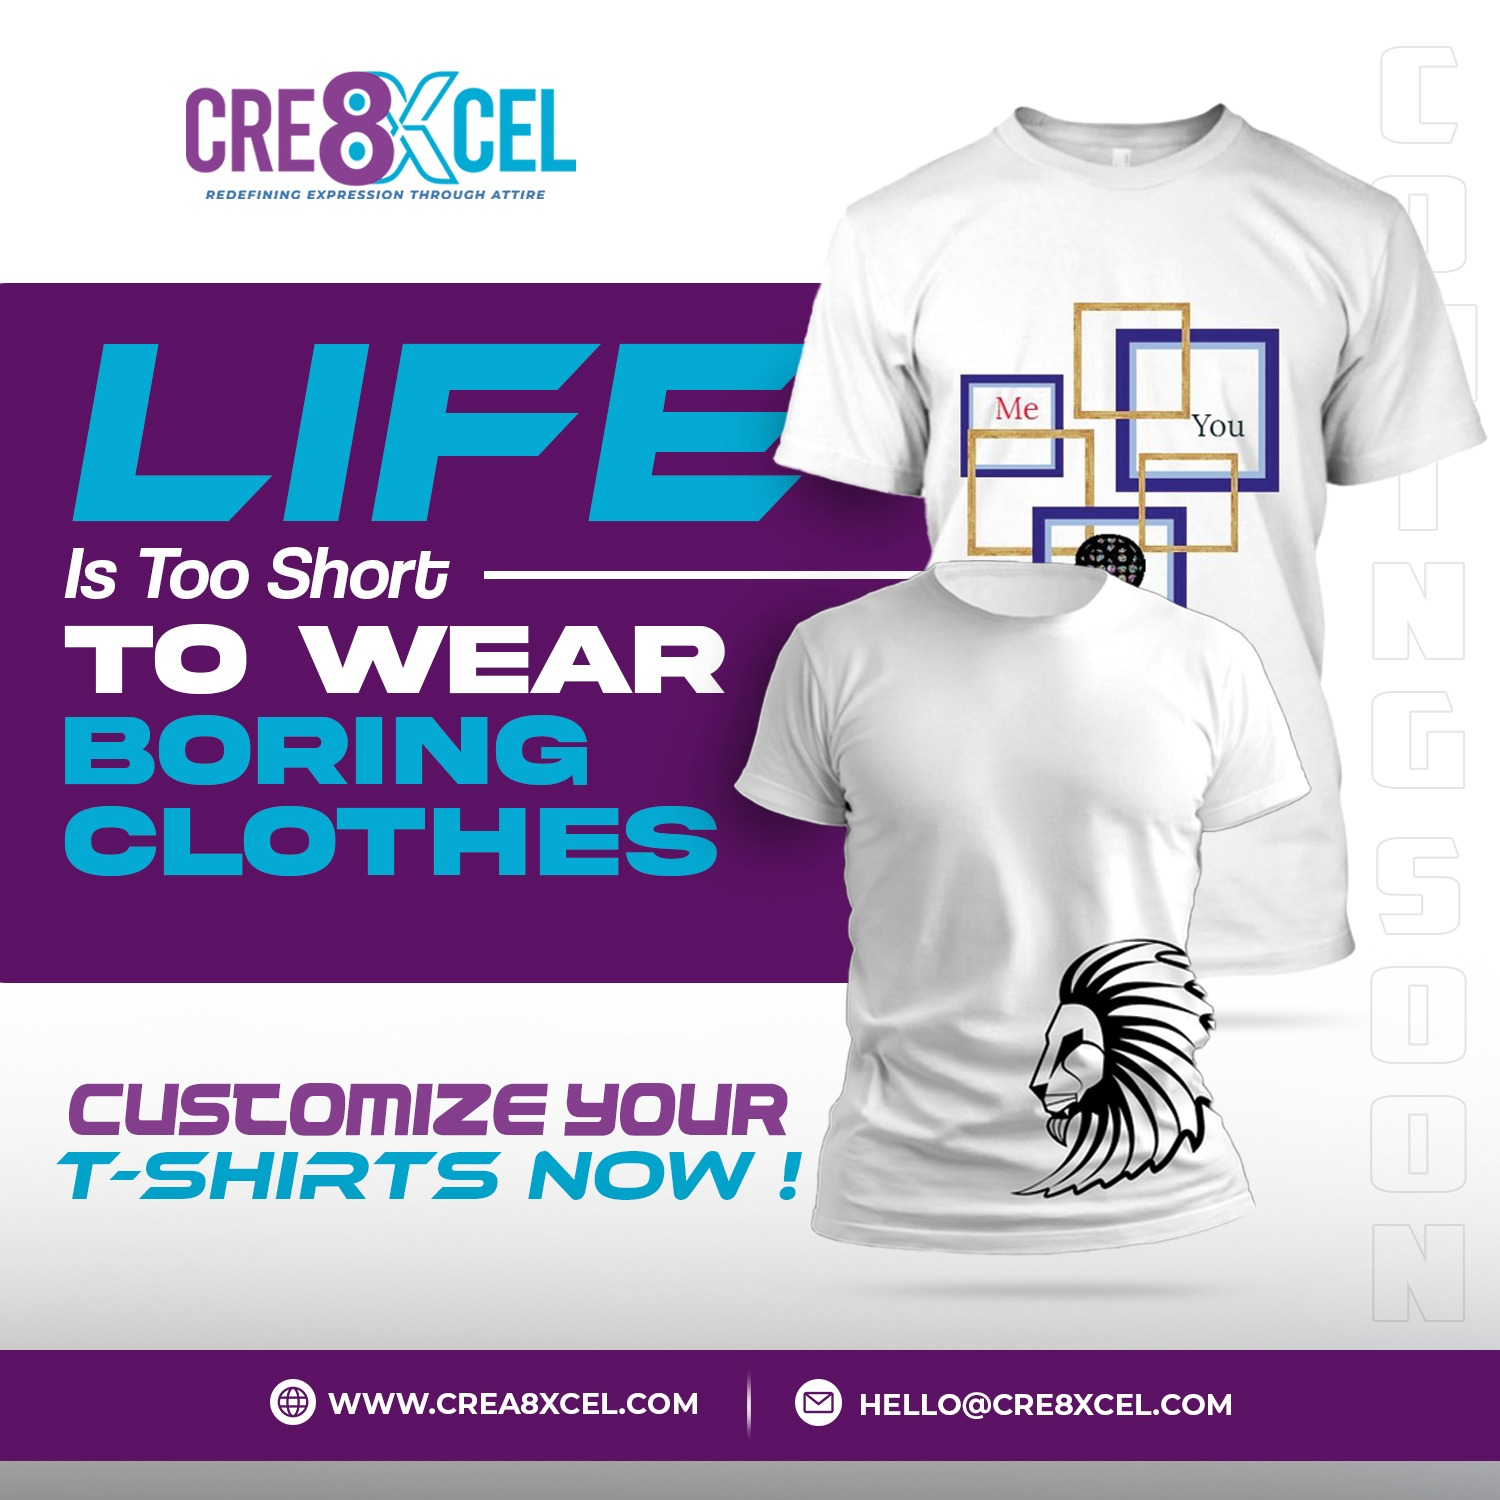 CRE8XCEL
REDEFINING EXPRESSION THROUGH ATTIRE
LIFE
Is Too Short
TO WEAR
BORING
CLOTHES
Me
You
CUSTOMIZE YOUR
T-SHIRTS NOW !
COMING SOON
WWW.CREA8XCEL.COM
HELLO@CRE8XCEL.COM